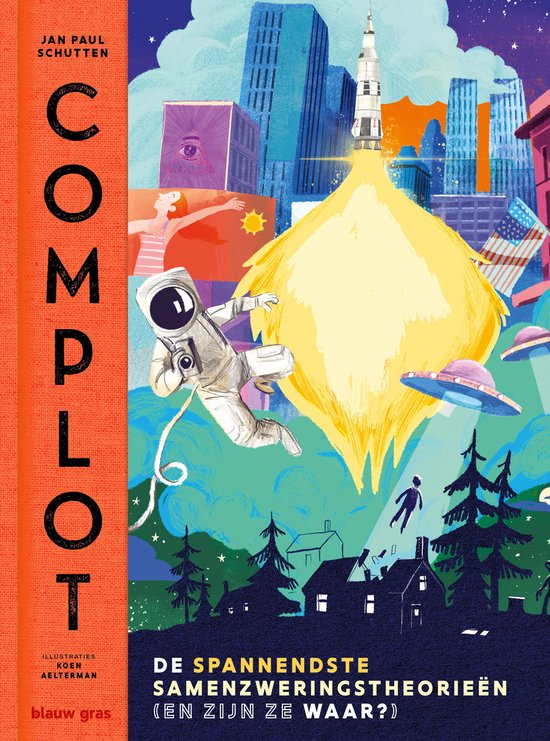 JAN PAUL
SCHUTTEN
COMPLOT
ILLUSTRATIES
KOEN
AELTERMAN
blauw gras
DE SPANNENDSTE
SAMENZWERINGSTHEORIEËN
(EN ZIJN ZE WAAR?)